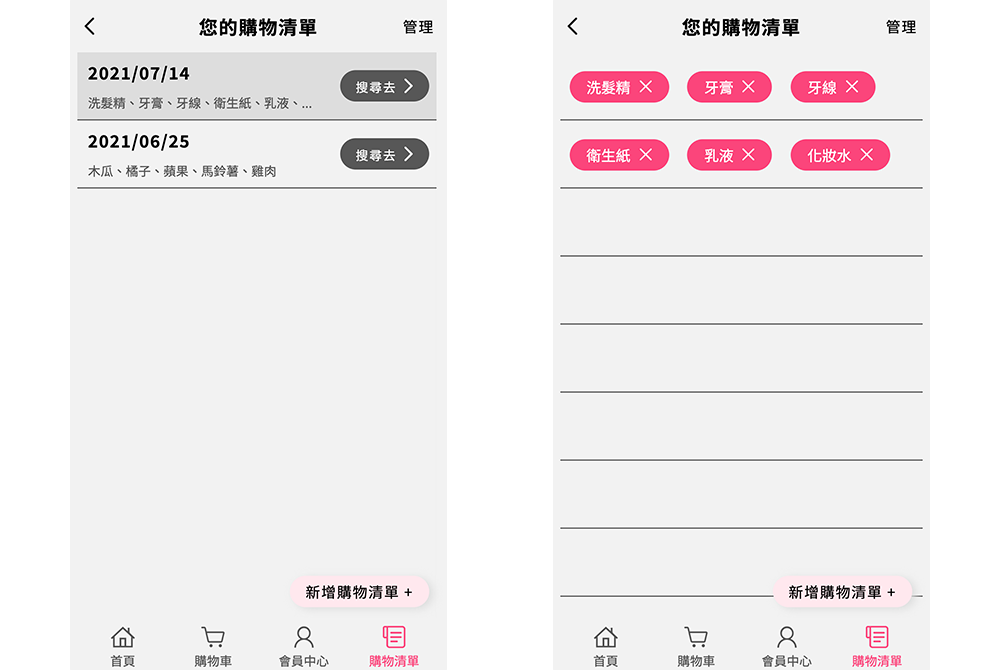 您的購物清單 管理
2021/07/14
洗髮精、牙膏、牙線、衛生紙、乳液、...
搜尋去
2021/06/25
木瓜、橘子、蘋果、馬鈴薯、雞肉
搜尋去
新增購物清單 +
首頁 購物車 會員中心 購物清單
您的購物清單 管理
洗髮精 牙膏 牙線
衛生紙 乳液 化妝水
新增購物清單 +
首頁 購物車 會員中心 購物清單